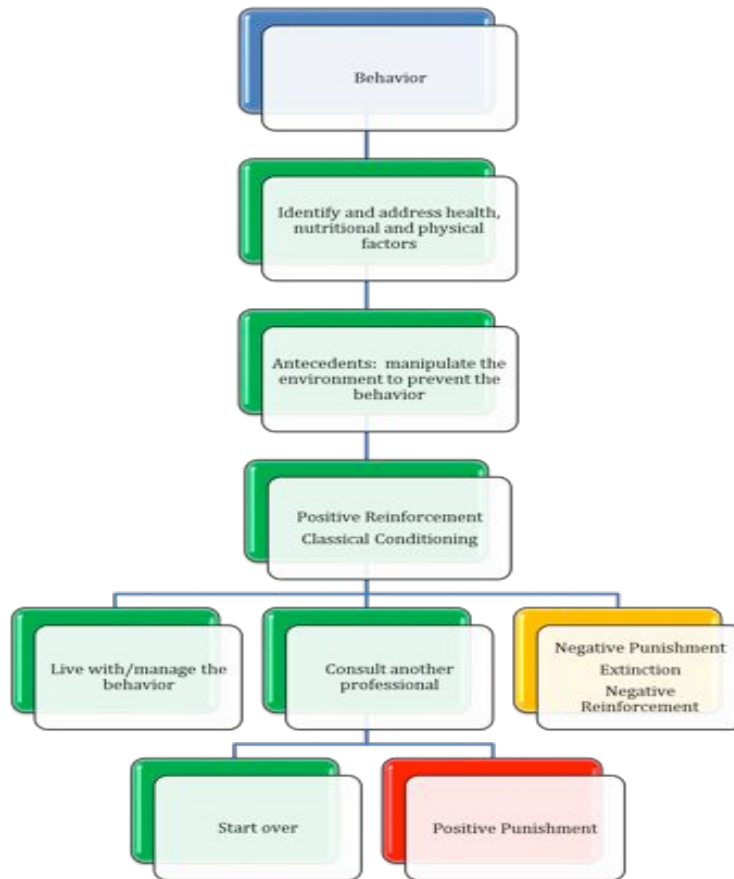 Behavior
Identify and address health,
nutritional and physical
factors
Antecedents: manipulate the
environment to prevent the
behavior
Positive Reinforcement
Classical Conditioning
Live with/manage the
behavior
Consult another
professional
Negative Punishment
Extinction
Negative
Reinforcement
Start over
Positive Punishment